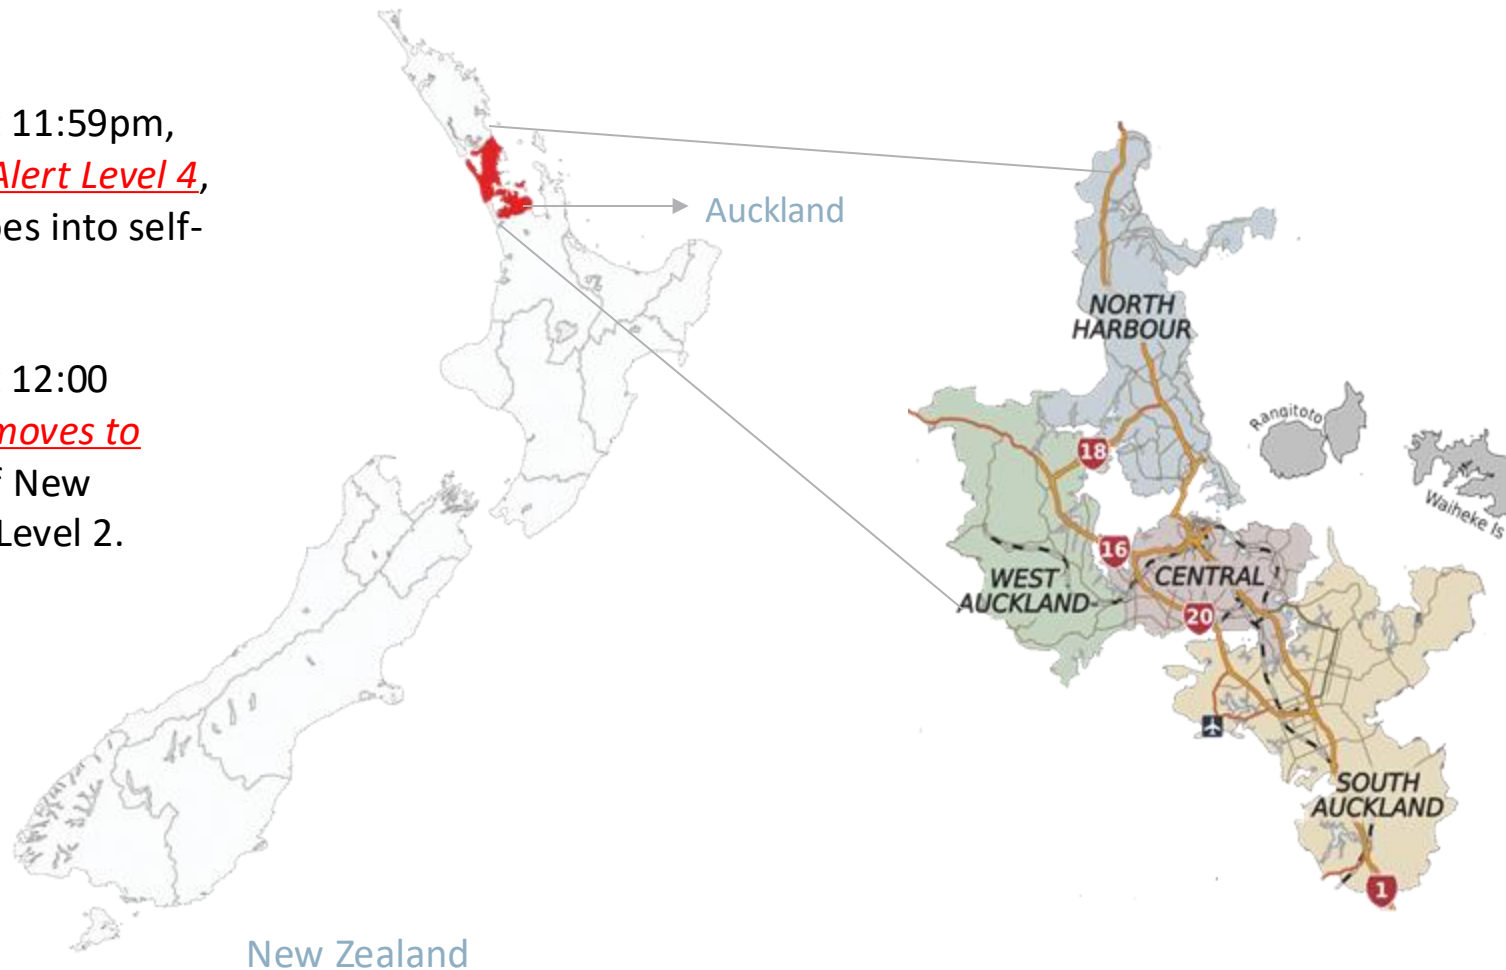 11:59pm,
Alert Level 4,
es into self-
12:00
moves to
New
Level 2.
Auckland
New Zealand
NORTH
HARBOUR
Rangitoto
Waiheke Is
18
16
WEST
AUCKLAND
CENTRAL
20
SOUTH
AUCKLAND
1